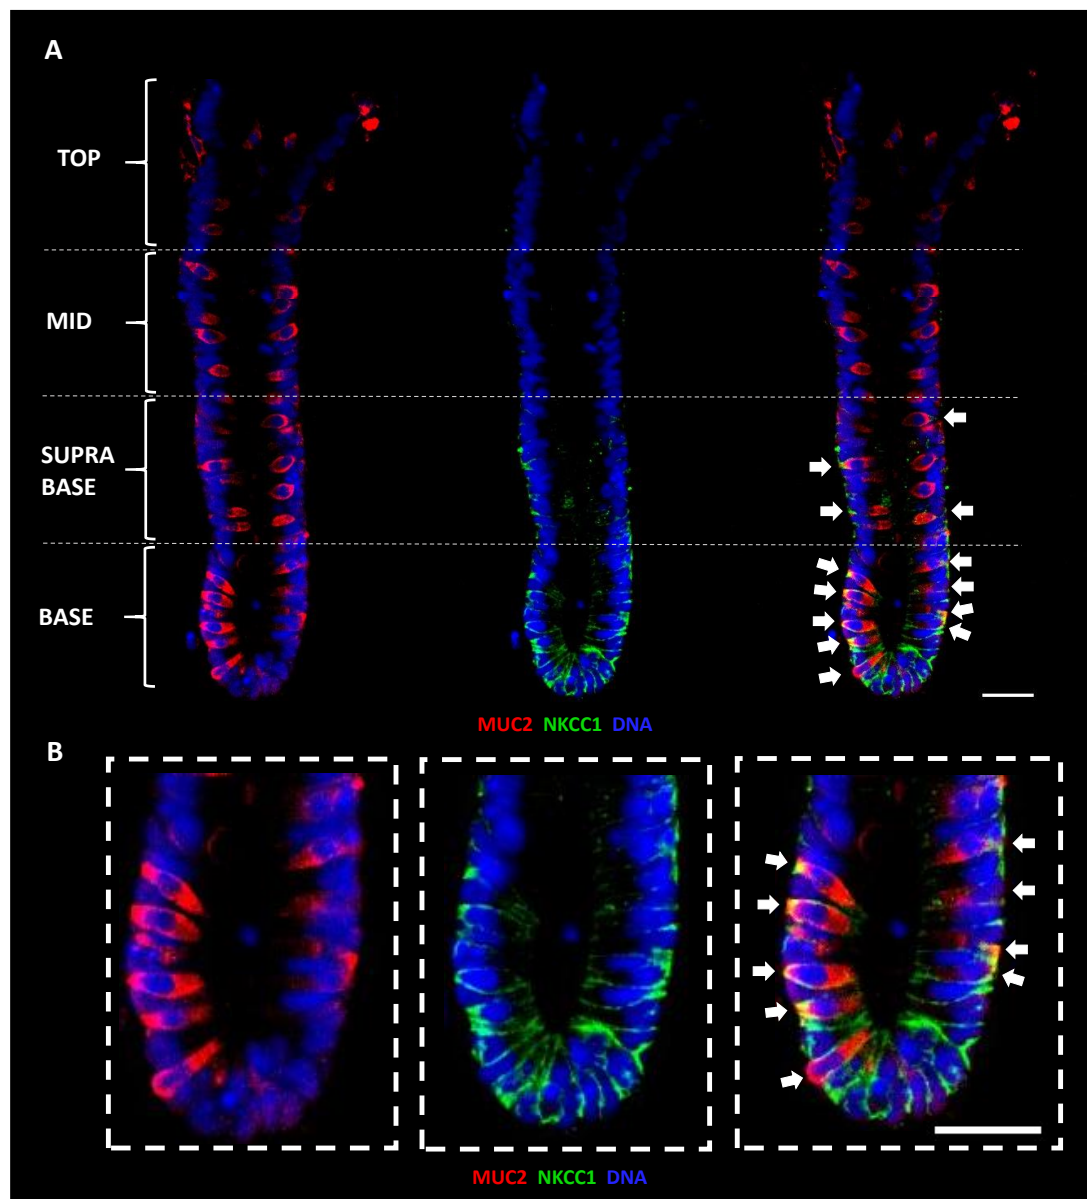 A
TOP
MID
SUPRA
BASE
BASE
MUC2 NKCC1 DNA
B
MUC2 NKCC1 DNA